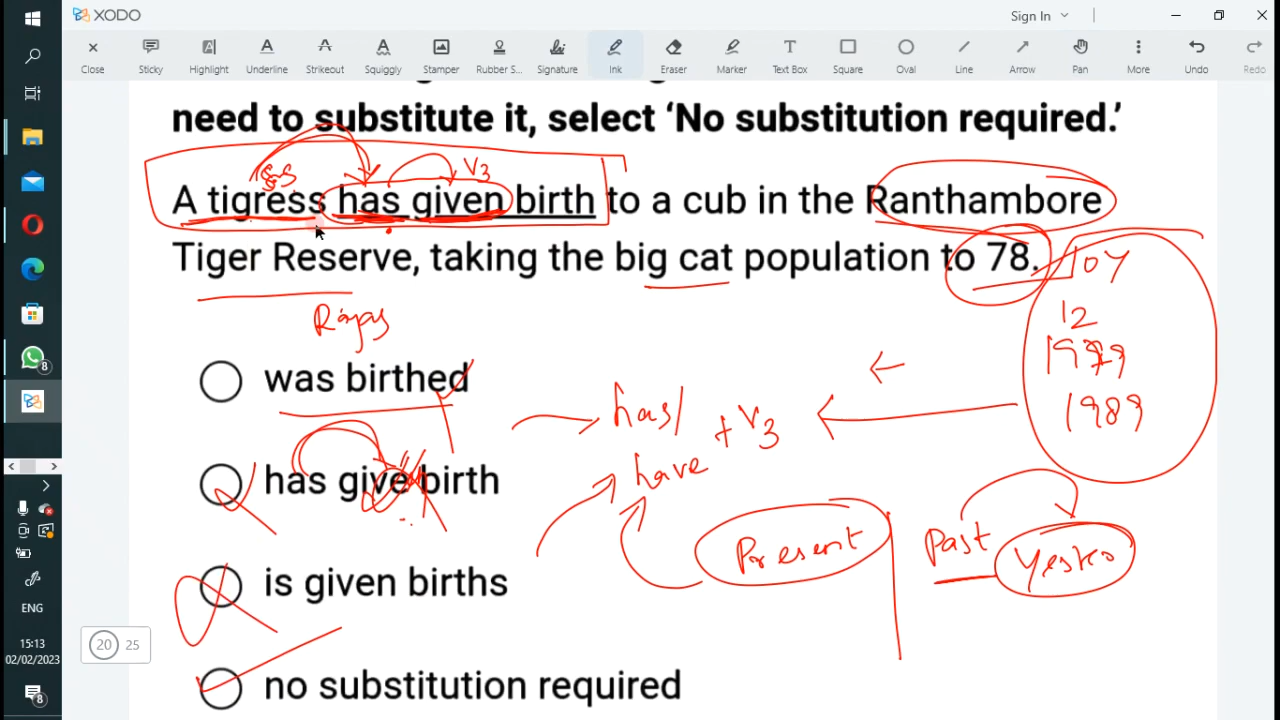 XODO
Sign In
Close Sticky Highlight Underline Strikeout Squiggly Stamper Rubber S... Signature Ink Eraser Marker Text Box Square Oval Line Arrow Pan More Undo Redo
need to substitute it, select ‘No substitution required.’
V3
A tigress has given birth to a cub in the Ranthambore
Tiger Reserve, taking the big cat population to 78.
12
1989
was birthed
has/
have + V3
has give birth
Present
Past
is given births
no substitution required
8
ENG
15:13
02/02/2023
8
20 25